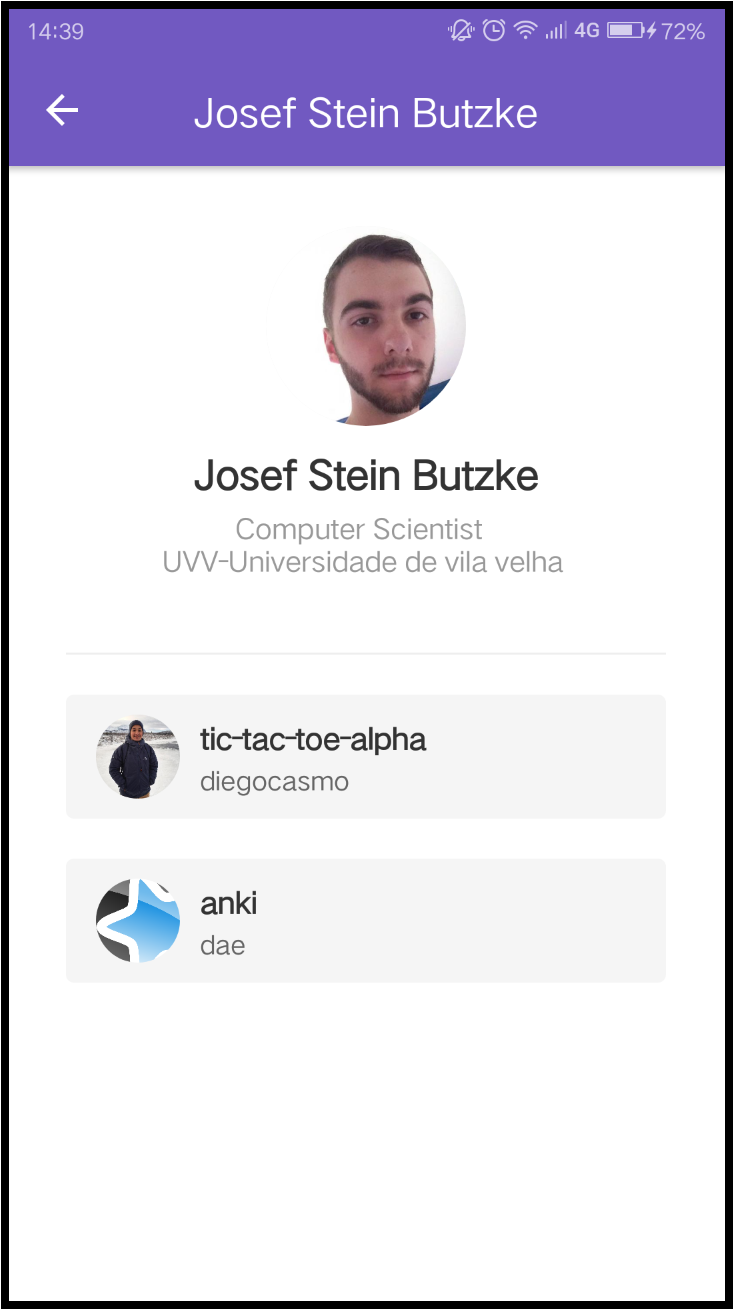 14:39 4G 72%
Josef Stein Butzke
Josef Stein Butzke
Computer Scientist
UVV-Universidade de vila velha
tic-tac-toe-alpha
diegocasmo
anki
dae